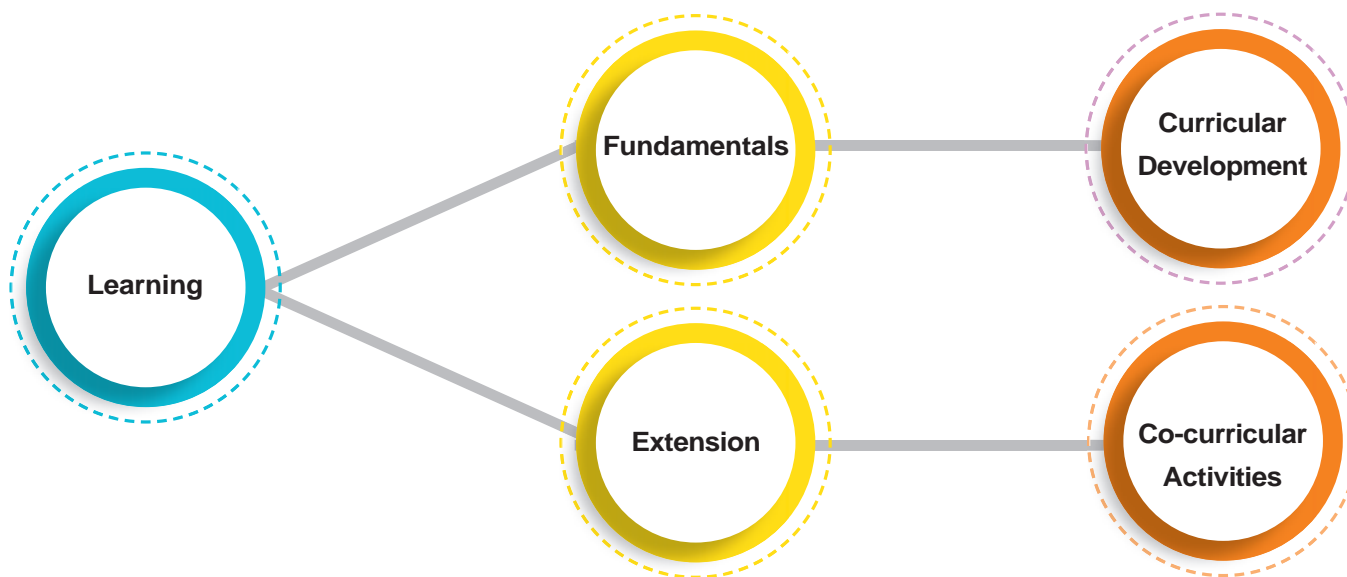 Learning
Fundamentals
Extension
Curricular
Development
Co-curricular
Activities